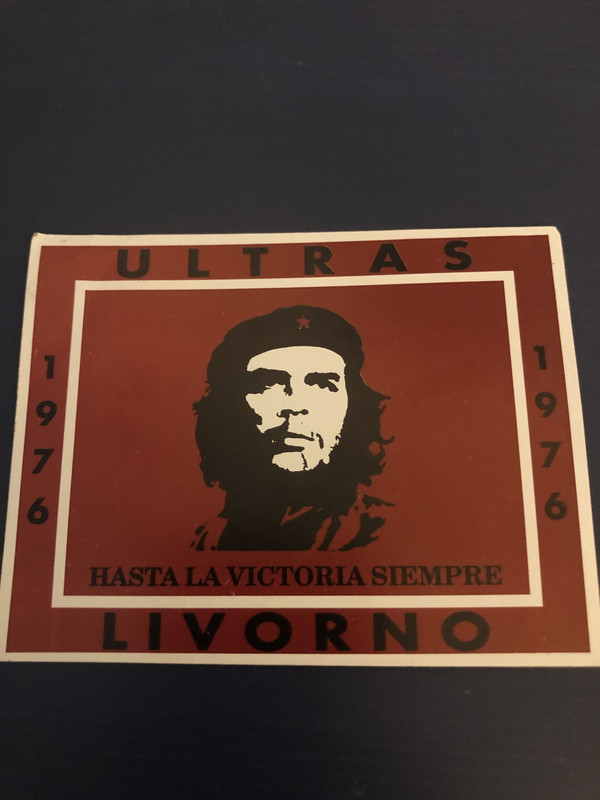 ULTRAS
1976
1976
HASTA LA VICTORIA SIEMPRE
LIVORNO